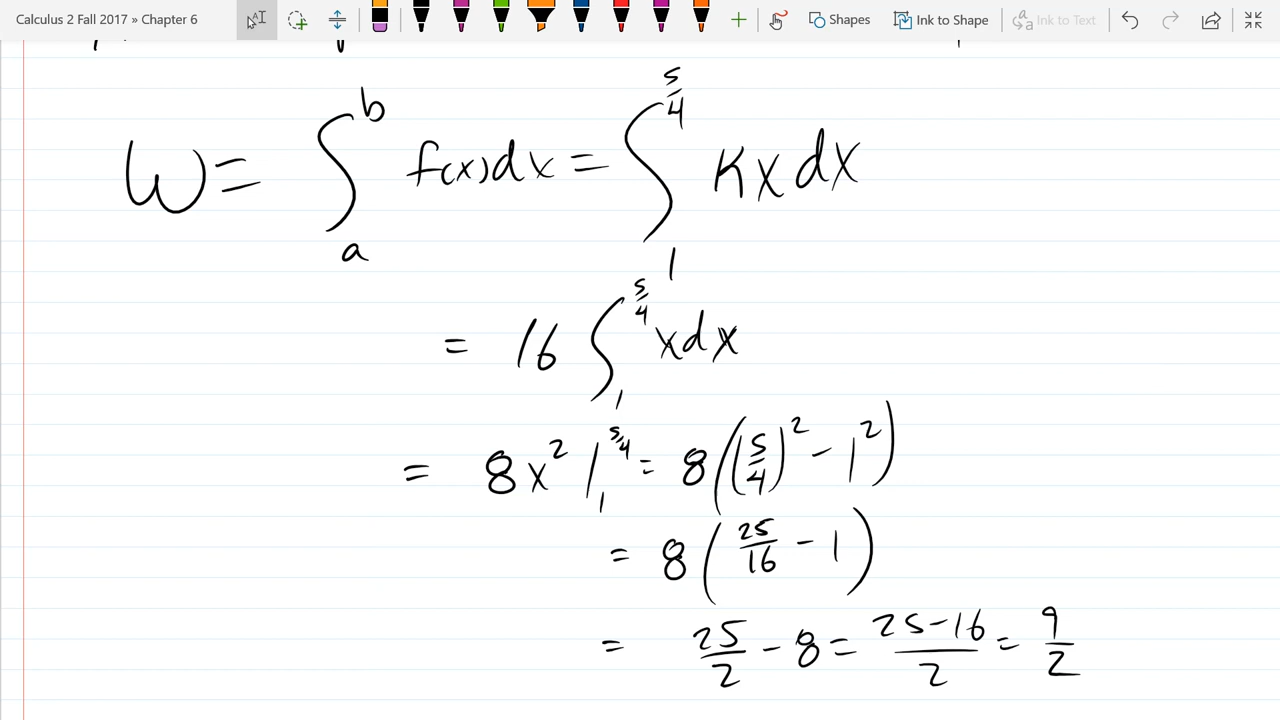 Calculus 2 Fall 2017 » Chapter 6 Shapes Ink to Shape Ink to Text
W = ∫_a^b f(x)dx = ∫_1^{5/4} Kx dx
= 16 ∫_1^{5/4} x dx
= 8x² |_1^{5/4} = 8((5/4)² - 1²)
= 8(25/16 - 1)
= 25/2 - 8 = 25-16/2 = 9/2